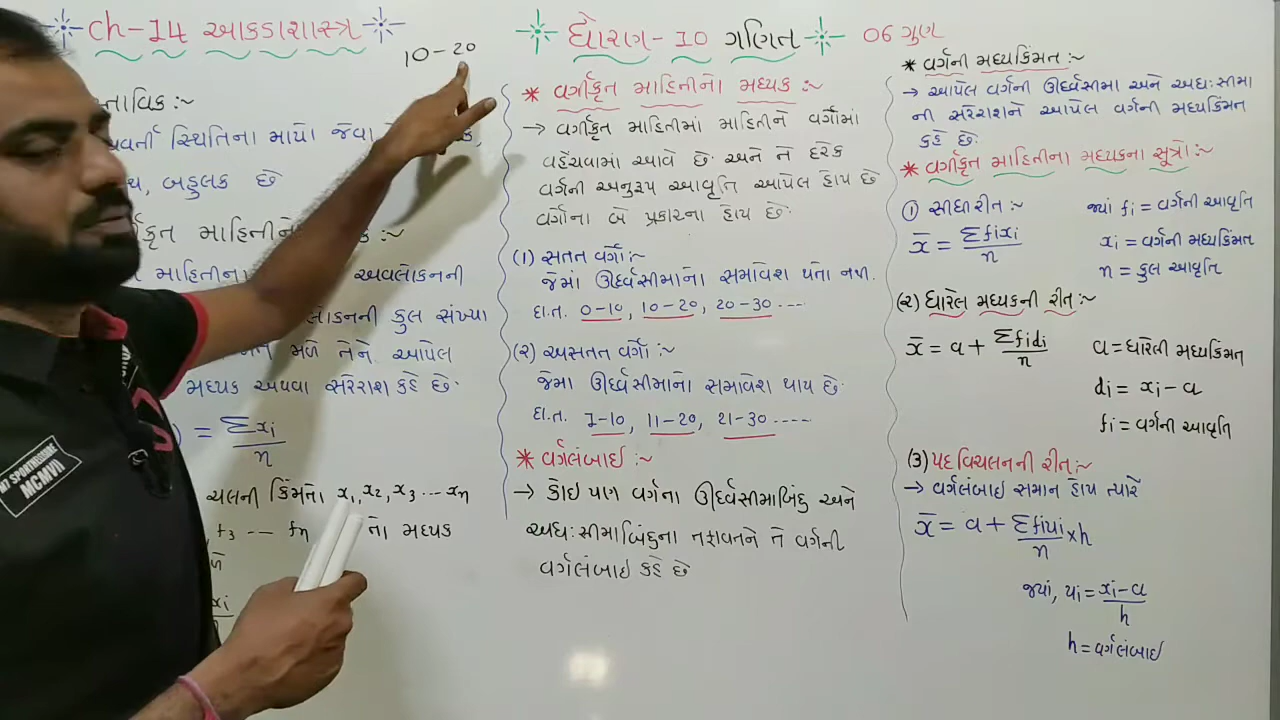 Ch-14 આકડાશાસ્ત્ર
10-20
ધોરણ-10 ગણિત
06 ગુણ
સ્થિતિના માપો જેવા
બહુલક છે
માહિતીના
અવલોકનની
કુલ સંખ્યા
મળે તેને આપેલ
મધ્યક અથવા સરેરાશ કહે છે.
= Σxi / n
ચલની કિંમતો x1, x2, x3 ... xn
f3 --- fn નો મધ્યક
* વર્ગીકૃત માહિતીનો મધ્યક :~
→ વર્ગીકૃત માહિતીમાં માહિતીને વર્ગોમાં
વહેંચવામાં આવે છે. અને તે દરેક
વર્ગની અનુરૂપ આવૃતિ આપેલ હોય છે
વર્ગોના બે પ્રકારના હોય છે.
(1) સતત વર્ગો :~
જેમાં ઊર્ધ્વસીમાનો સમાવેશ થતો નથી.
દા.ત. 0-10, 10-20, 20-30 ---
(૨) અસતત વર્ગો :~
જેમા ઊર્ધ્વસીમાનો સમાવેશ થાય છે.
દા.ત. 1-10, 11-20, 21-30 ----
* વર્ગલંબાઈ :~
→ કોઇ પણ વર્ગના ઊર્ધ્વસીમાબિંદુ અને
અધઃસીમાબિંદુના તફાવતને તે વર્ગની
વર્ગલંબાઇ કહે છે
* વર્ગની મધ્યકિંમત :~
→ આપેલ વર્ગની ઊર્ધ્વસીમા અને અધઃસીમા
ની સરેરાશને આપેલ વર્ગની મધ્યકિંમત
કહે છે.
* વર્ગીકૃત માહિતીના મધ્યકના સૂત્રો :~
① સીધી રીત :~ જ્યાં fi = વર્ગની આવૃતિ
x̄ = Σfixi / n xi = વર્ગની મધ્યકિંમત
n = કુલ આવૃતિ
(૨) ધારેલ મધ્યકની રીત :~
x̄ = a + Σfidi / n a = ધારેલી મધ્યકિંમત
di = xi - a
fi = વર્ગની આવૃતિ
(3) પદ વિચલનની રીત :~
→ વર્ગલંબાઇ સમાન હોય ત્યારે
x̄ = a + Σfiui / n × h
જ્યાં, ui = xi - a / h
h = વર્ગલંબાઈ
MCMVII